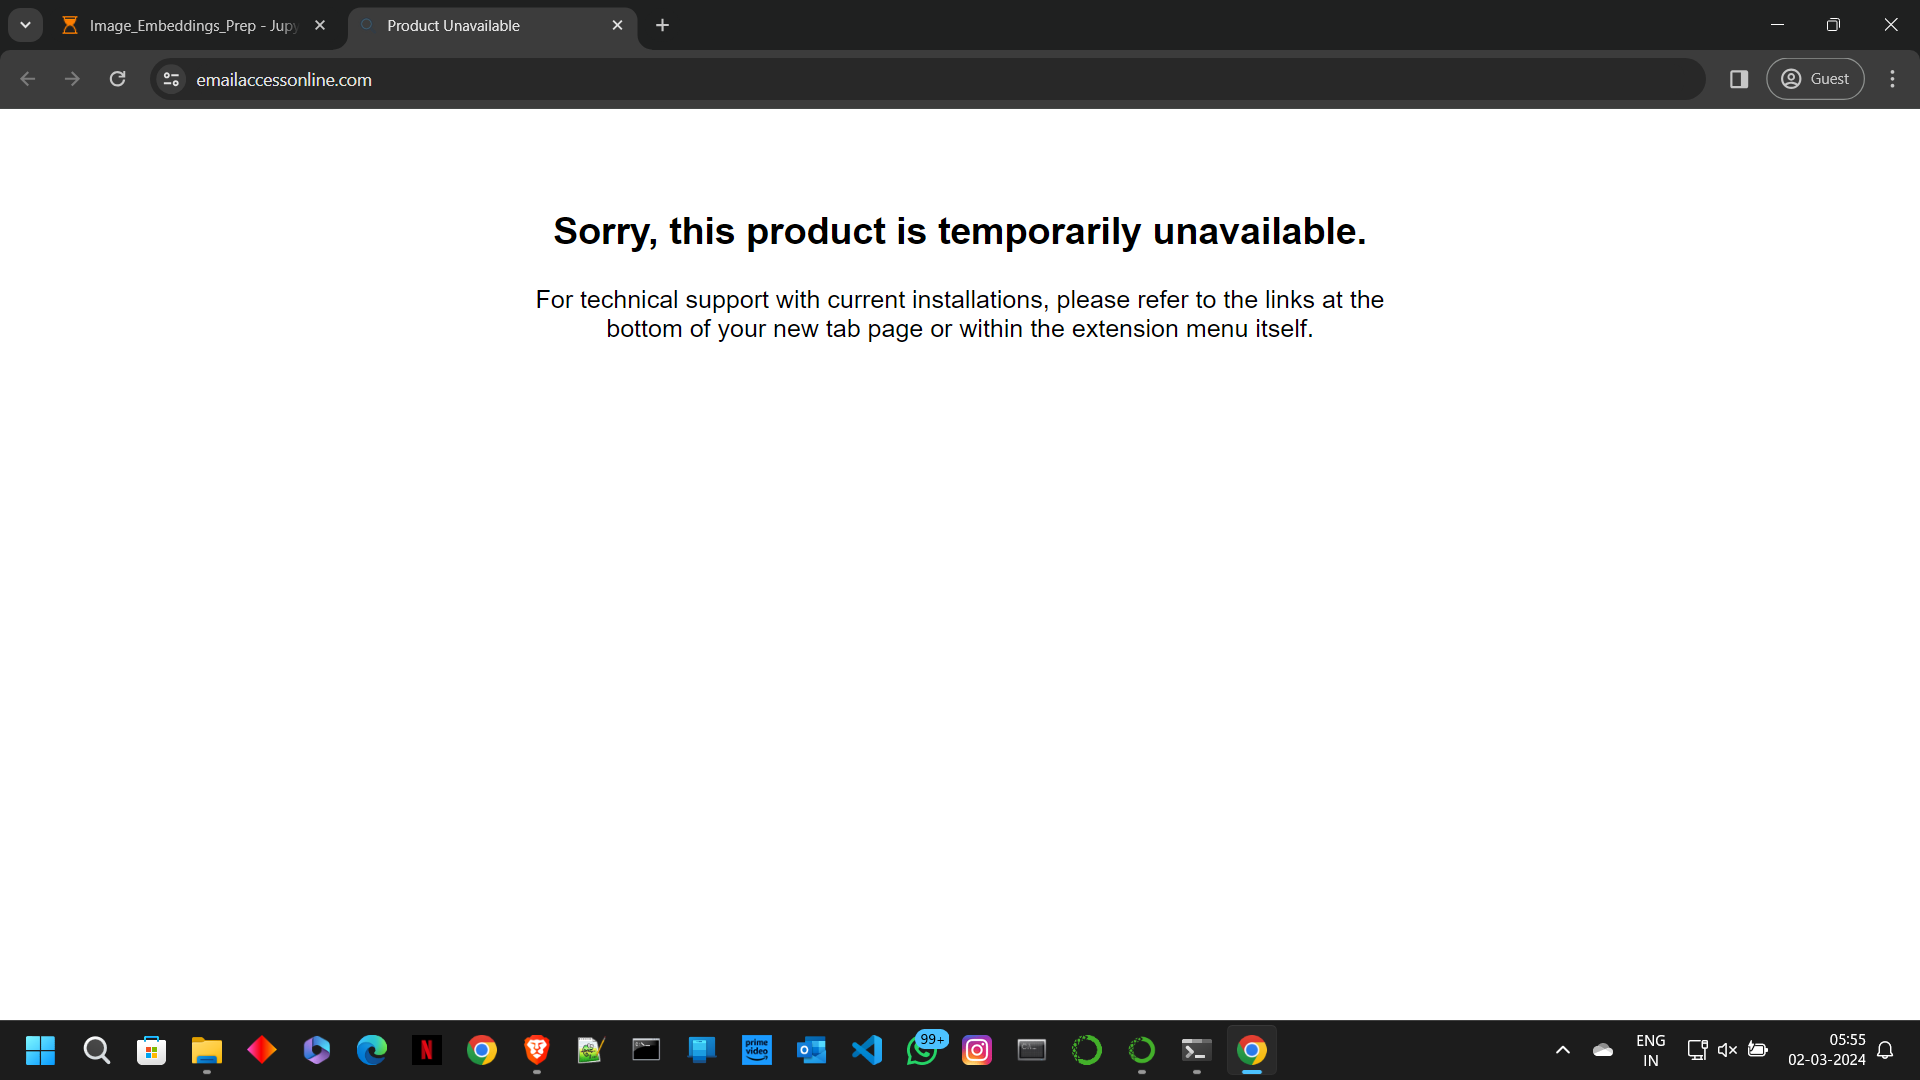 Image_Embeddings_Prep - Jupy
Product Unavailable
emailaccessonline.com
Guest
Sorry, this product is temporarily unavailable.
For technical support with current installations, please refer to the links at the
bottom of your new tab page or within the extension menu itself.
N
prime
video
99+
ENG
IN
05:55
02-03-2024